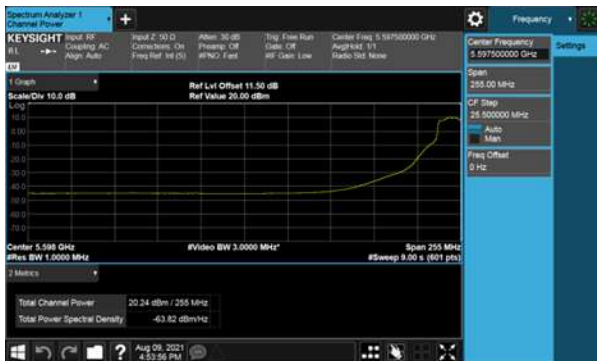 Spectrum Analyzer 1
Channel Power
+
Frequency
KEYSIGHT
Input: RF
Coupling: AC
Align: Auto
Input Z: 50 Ω
Corrections: On
Freq Ref: Int (S)
Atten: 30 dB
Preamp: Off
#PNO: Fast
Trig: Free Run
Gate: Off
#IF Gain: Low
Center Freq: 5.597500000 GHz
Avg|Hold: 1/1
Radio Std: None
RL
Center Frequency
5.597500000 GHz
Settings
Span
255.00 MHz
CF Step
25.500000 MHz
Auto
Man
Freq Offset
0 Hz
1 Graph
Scale/Div 10.0 dB
Ref Lvl Offset 11.50 dB
Ref Value 20.00 dBm
Log
10.0
0.00
-10.0
-20.0
-30.0
-40.0
-50.0
-60.0
-70.0
Center 5.598 GHz
#Res BW 1.0000 MHz
#Video BW 3.0000 MHz*
Span 255 MHz
#Sweep 9.00 s (601 pts)
2 Metrics
Total Channel Power 20.24 dBm / 255 MHz
Total Power Spectral Density -63.82 dBm/Hz
?
Aug 09, 2021
4:53:56 PM